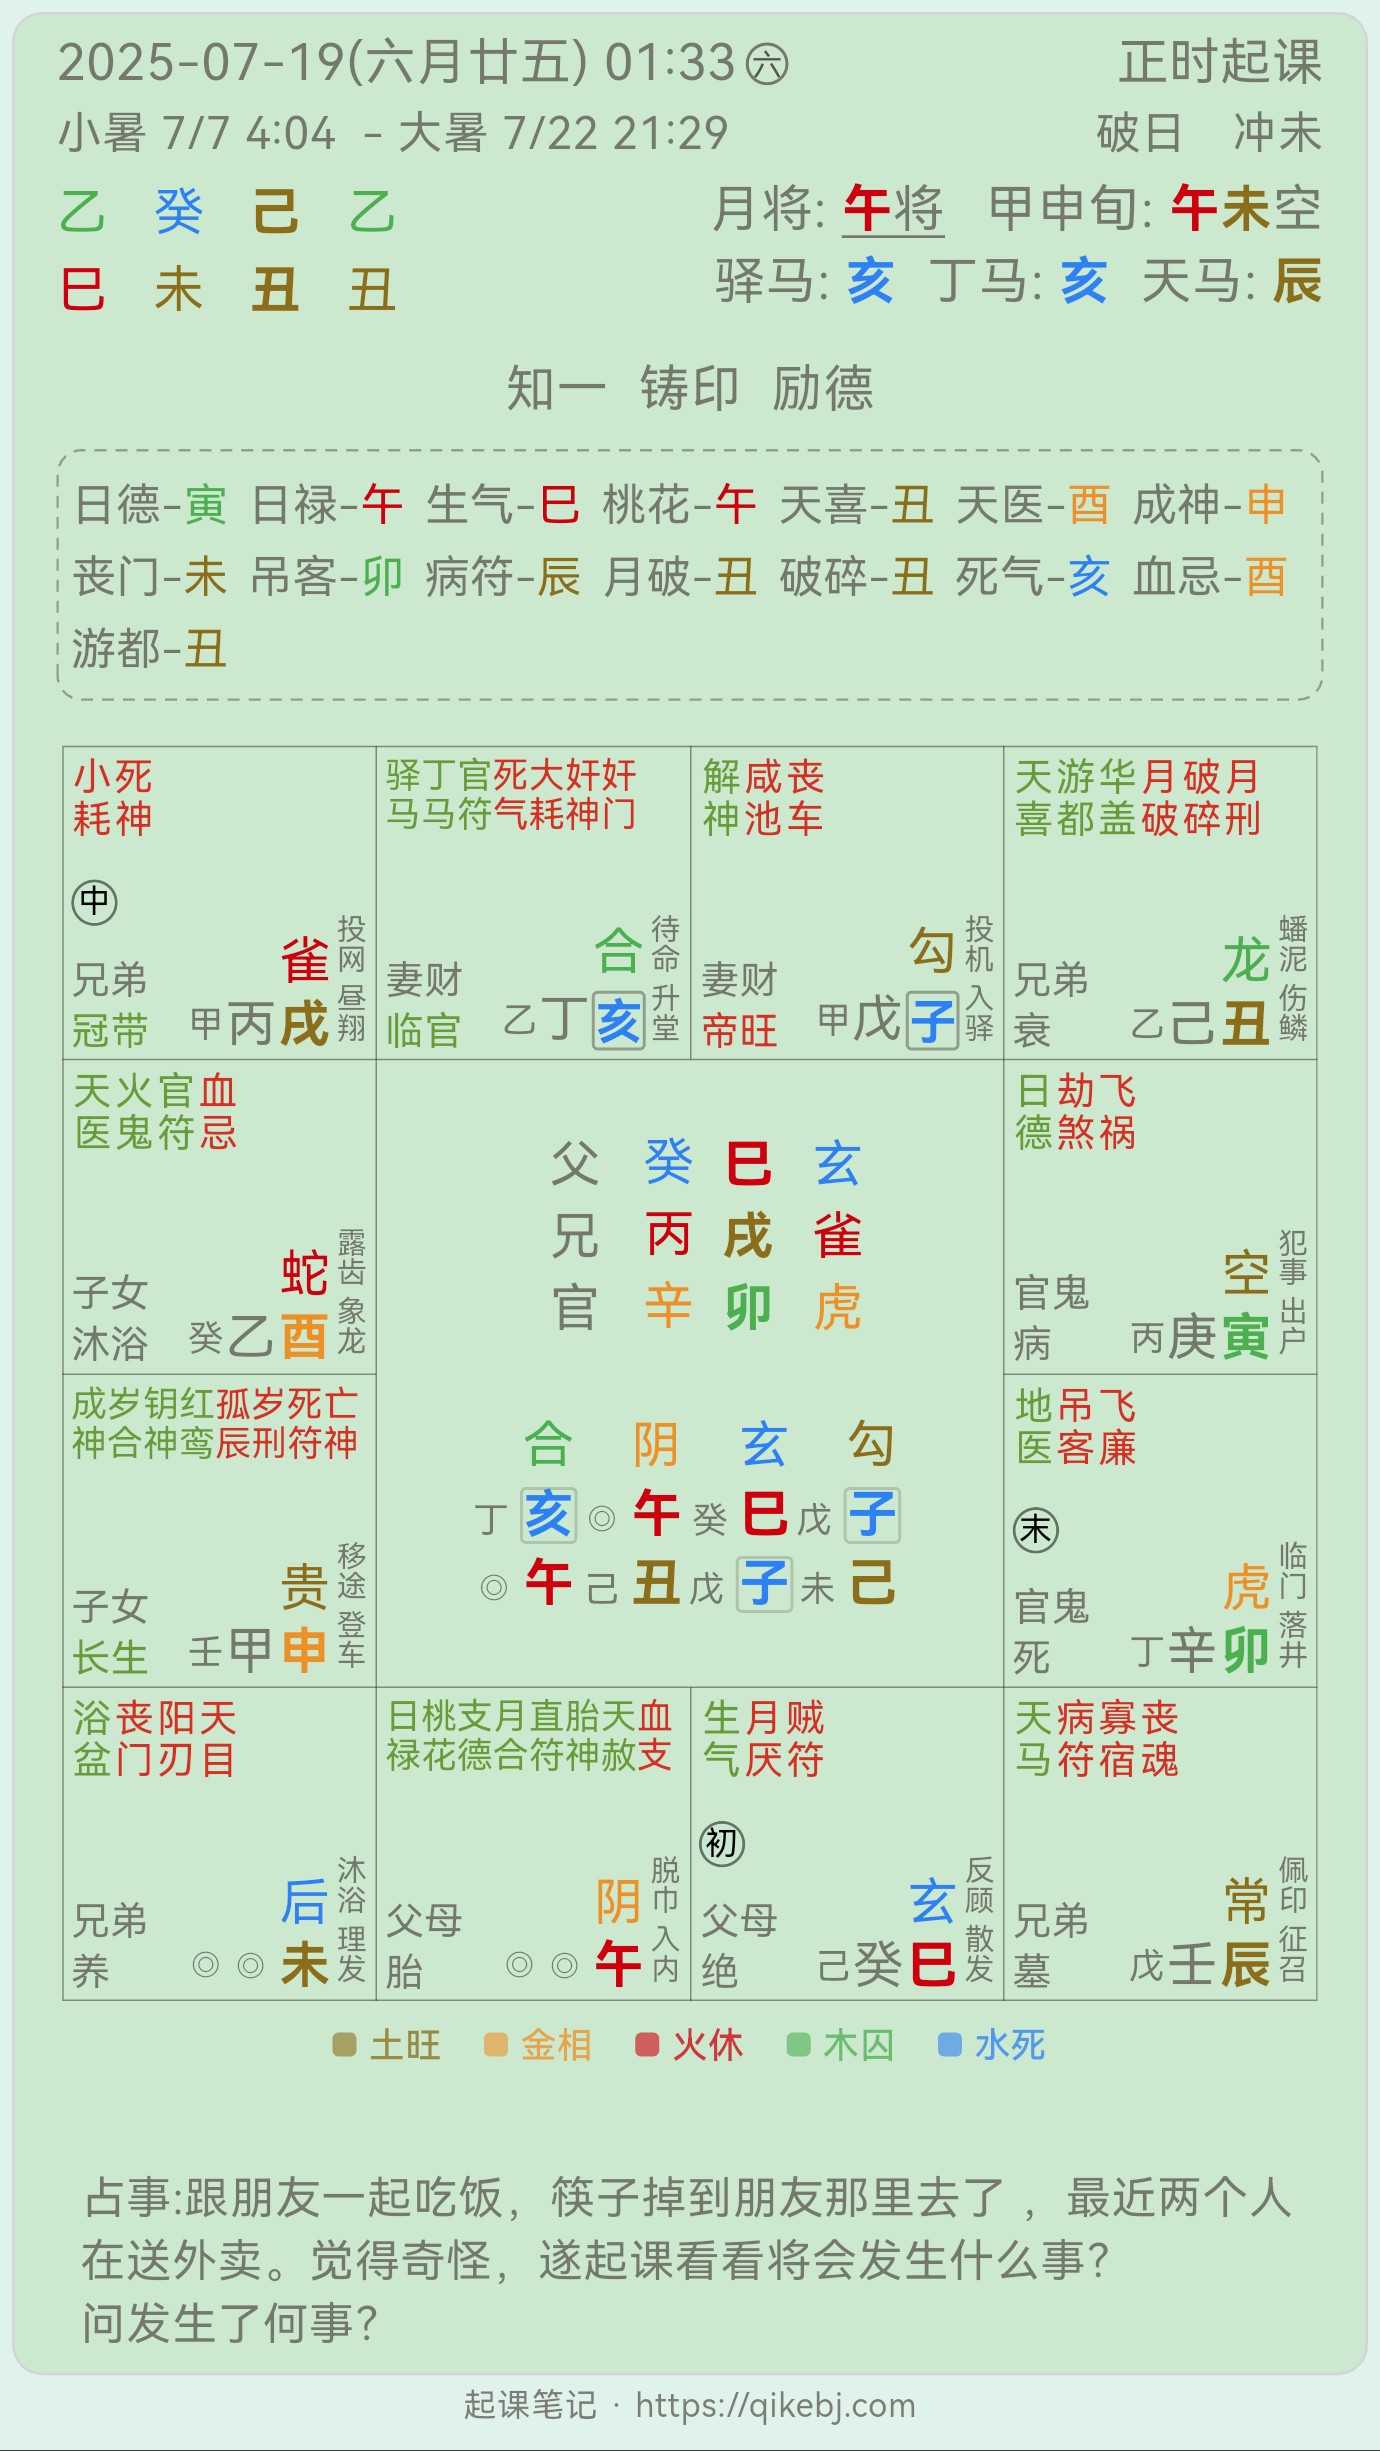 2025-07-19(六月廿五) 01:33 ㊅ 正时起课
小暑 7/7 4:04 - 大暑 7/22 21:29 破日 冲未
乙 癸 己 乙 月将: 午将 甲申旬: 午未空
巳 未 丑 丑 驿马: 亥 丁马: 亥 天马: 辰
知一 铸印 励德
日德-寅 日禄-午 生气-巳 桃花-午 天喜-丑 天医-酉 成神-申
丧门-未 吊客-卯 病符-辰 月破-丑 破碎-丑 死气-亥 血忌-酉
游都-丑
小耗 死神
中
兄弟 雀 投网
冠带 甲丙戌 昼翔
驿马 丁马 官符 死气 大耗 奸神 奸门
妻财 合 待命
临官 乙丁亥 升堂
解神 咸池 丧车
妻财 勾 投机
帝旺 甲戊子 入驿
天喜 游都 华盖 月破 破碎 月刑
兄弟 龙 蟠泥
衰 乙己丑 伤鳞
天医 火鬼 官符 血忌
子女 蛇 露齿
沐浴 癸乙酉 象龙
父 癸 巳 玄
兄 丙 戌 雀
官 辛 卯 虎
日德 劫煞 飞祸
官鬼 空 犯事
病 丙庚寅 出户
成神 岁合 钥神 红鸾 孤辰 岁刑 死符 亡神
子女 贵 移途
长生 壬甲申 登车
合 阴 玄 勾
丁 亥 ◎ 午 癸 巳 戊 子
◎ 午 己 丑 戊 子 未 己
地医 吊客 飞廉
末
官鬼 虎 临门
死 丁辛卯 落井
浴盆 丧门 阳刃 天目
兄弟 后 沐浴
养 ◎ ◎ 未 理发
日禄 桃花 支德 月合 直符 胎神 天赦 血支
父母 阴 脱巾
胎 ◎ ◎ 午 入内
生气 月厌 贼符
初
父母 玄 反顾
绝 己癸巳 散发
天马 病符 寡宿 丧魂
兄弟 常 佩印
墓 戊壬辰 征召
土旺 金相 火休 木囚 水死
占事:跟朋友一起吃饭，筷子掉到朋友那里去了 ，最近两个人
在送外卖。觉得奇怪，遂起课看看将会发生什么事？
问发生了何事？
起课笔记 · https://qikebj.com